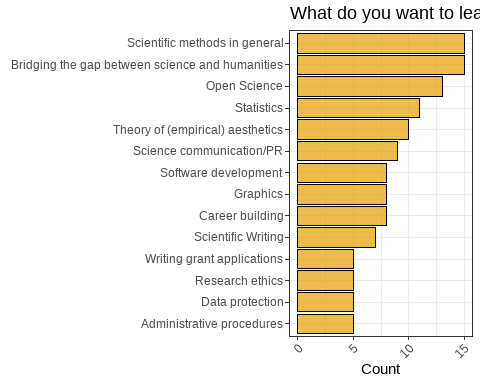 What do you want to lea
Scientific methods in general
Bridging the gap between science and humanities
Open Science
Statistics
Theory of (empirical) aesthetics
Science communication/PR
Software development
Graphics
Career building
Scientific Writing
Writing grant applications
Research ethics
Data protection
Administrative procedures
0 5 10 15
Count